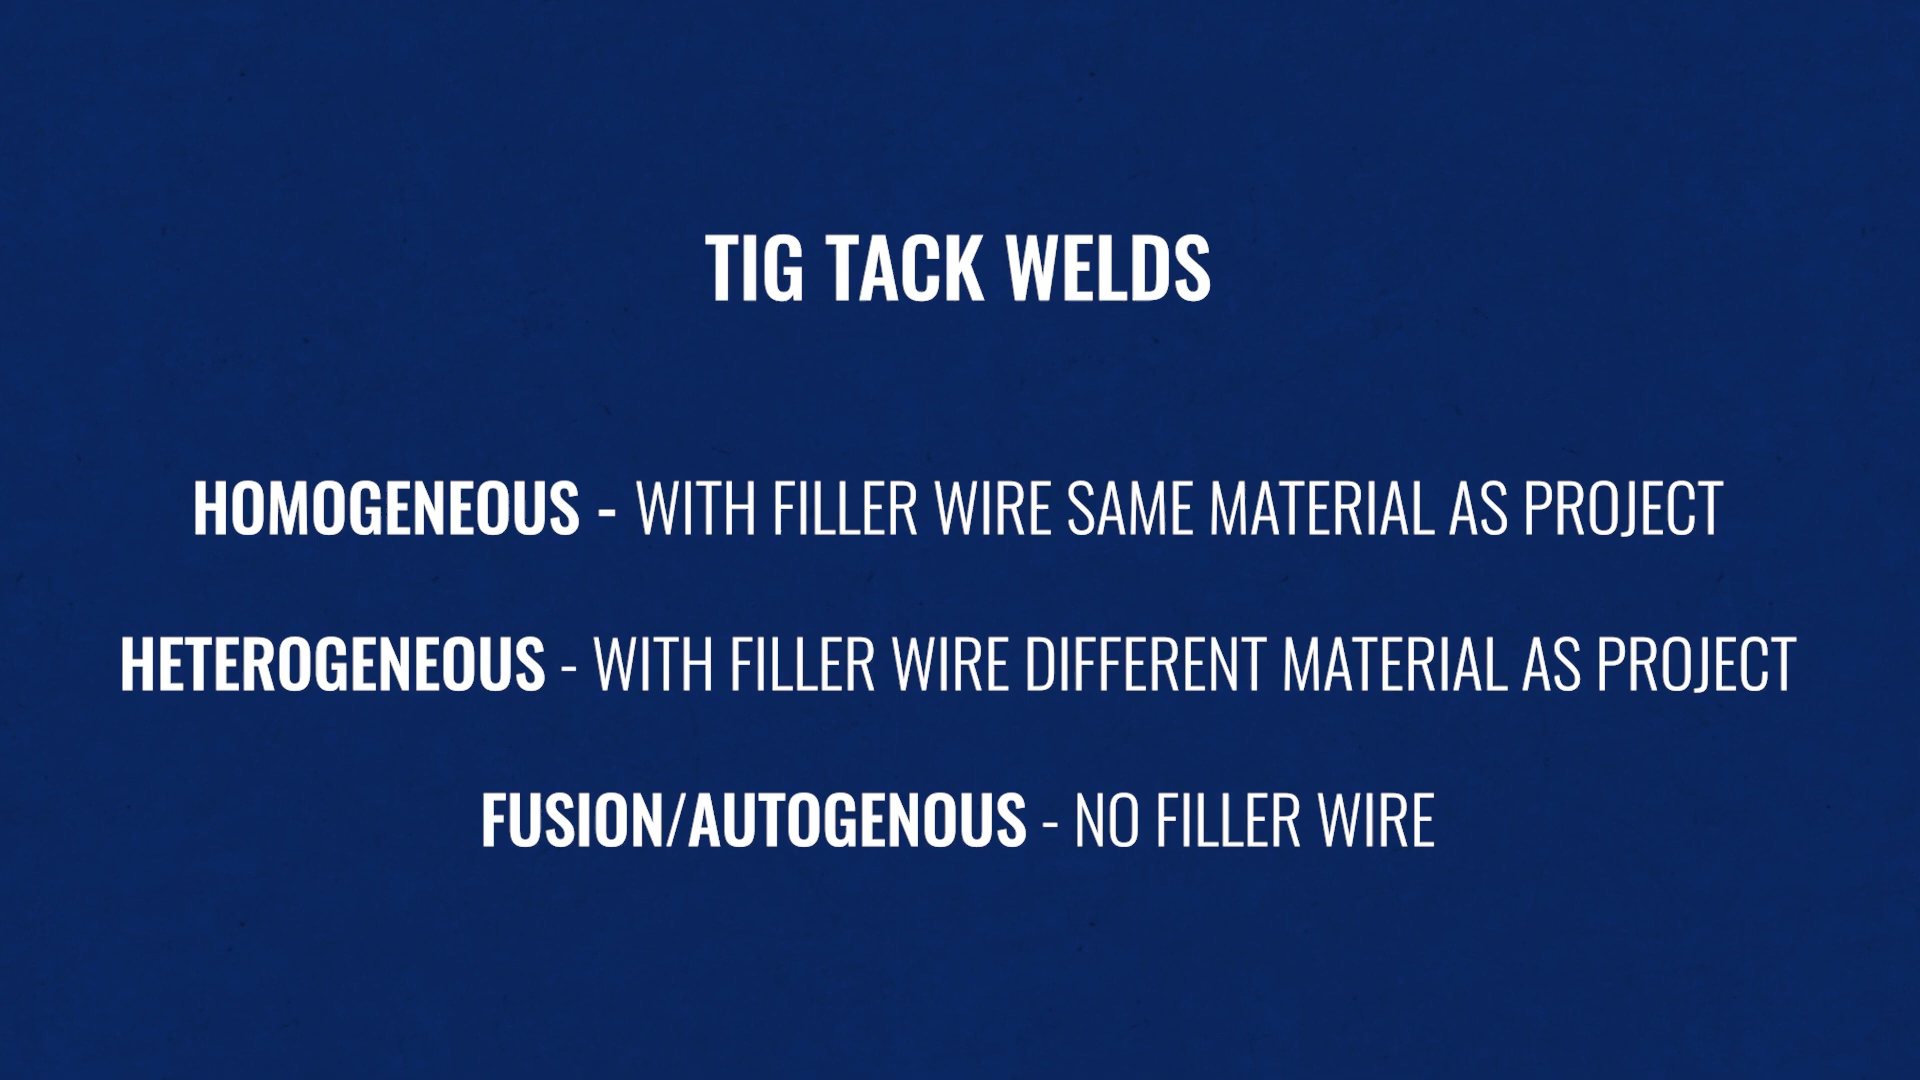 TIG TACK WELDS
HOMOGENEOUS - WITH FILLER WIRE SAME MATERIAL AS PROJECT
HETEROGENEOUS - WITH FILLER WIRE DIFFERENT MATERIAL AS PROJECT
FUSION/AUTOGENOUS - NO FILLER WIRE